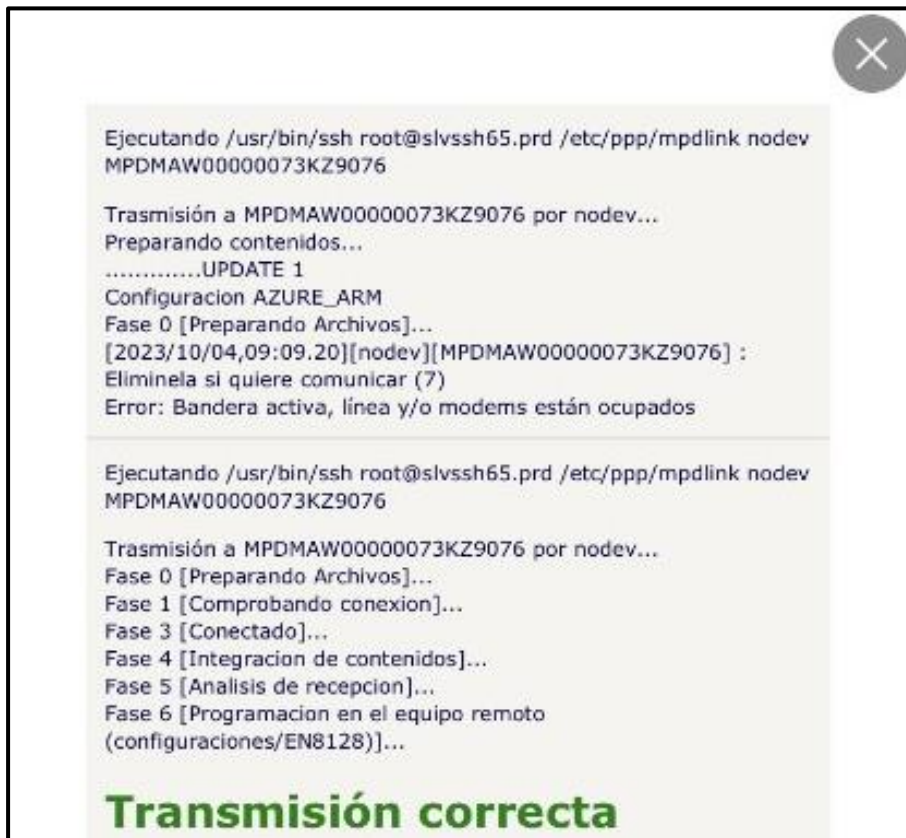 Ejecutando /usr/bin/ssh root@slvssh65.prd /etc/ppp/mpdlink nodev
MPDMAW00000073KZ9076
Trasmisión a MPDMAW00000073KZ9076 por nodev...
Preparando contenidos...
.............UPDATE 1
Configuracion AZURE_ARM
Fase 0 [Preparando Archivos]...
[2023/10/04,09:09.20][nodev][MPDMAW00000073KZ9076] :
Eliminela si quiere comunicar (7)
Error: Bandera activa, línea y/o modems están ocupados
Ejecutando /usr/bin/ssh root@slvssh65.prd /etc/ppp/mpdlink nodev
MPDMAW00000073KZ9076
Trasmisión a MPDMAW00000073KZ9076 por nodev...
Fase 0 [Preparando Archivos]...
Fase 1 [Comprobando conexion]...
Fase 3 [Conectado]...
Fase 4 [Integracion de contenidos]...
Fase 5 [Analisis de recepcion]...
Fase 6 [Programacion en el equipo remoto
(configuraciones/EN8128)]...
Transmisión correcta